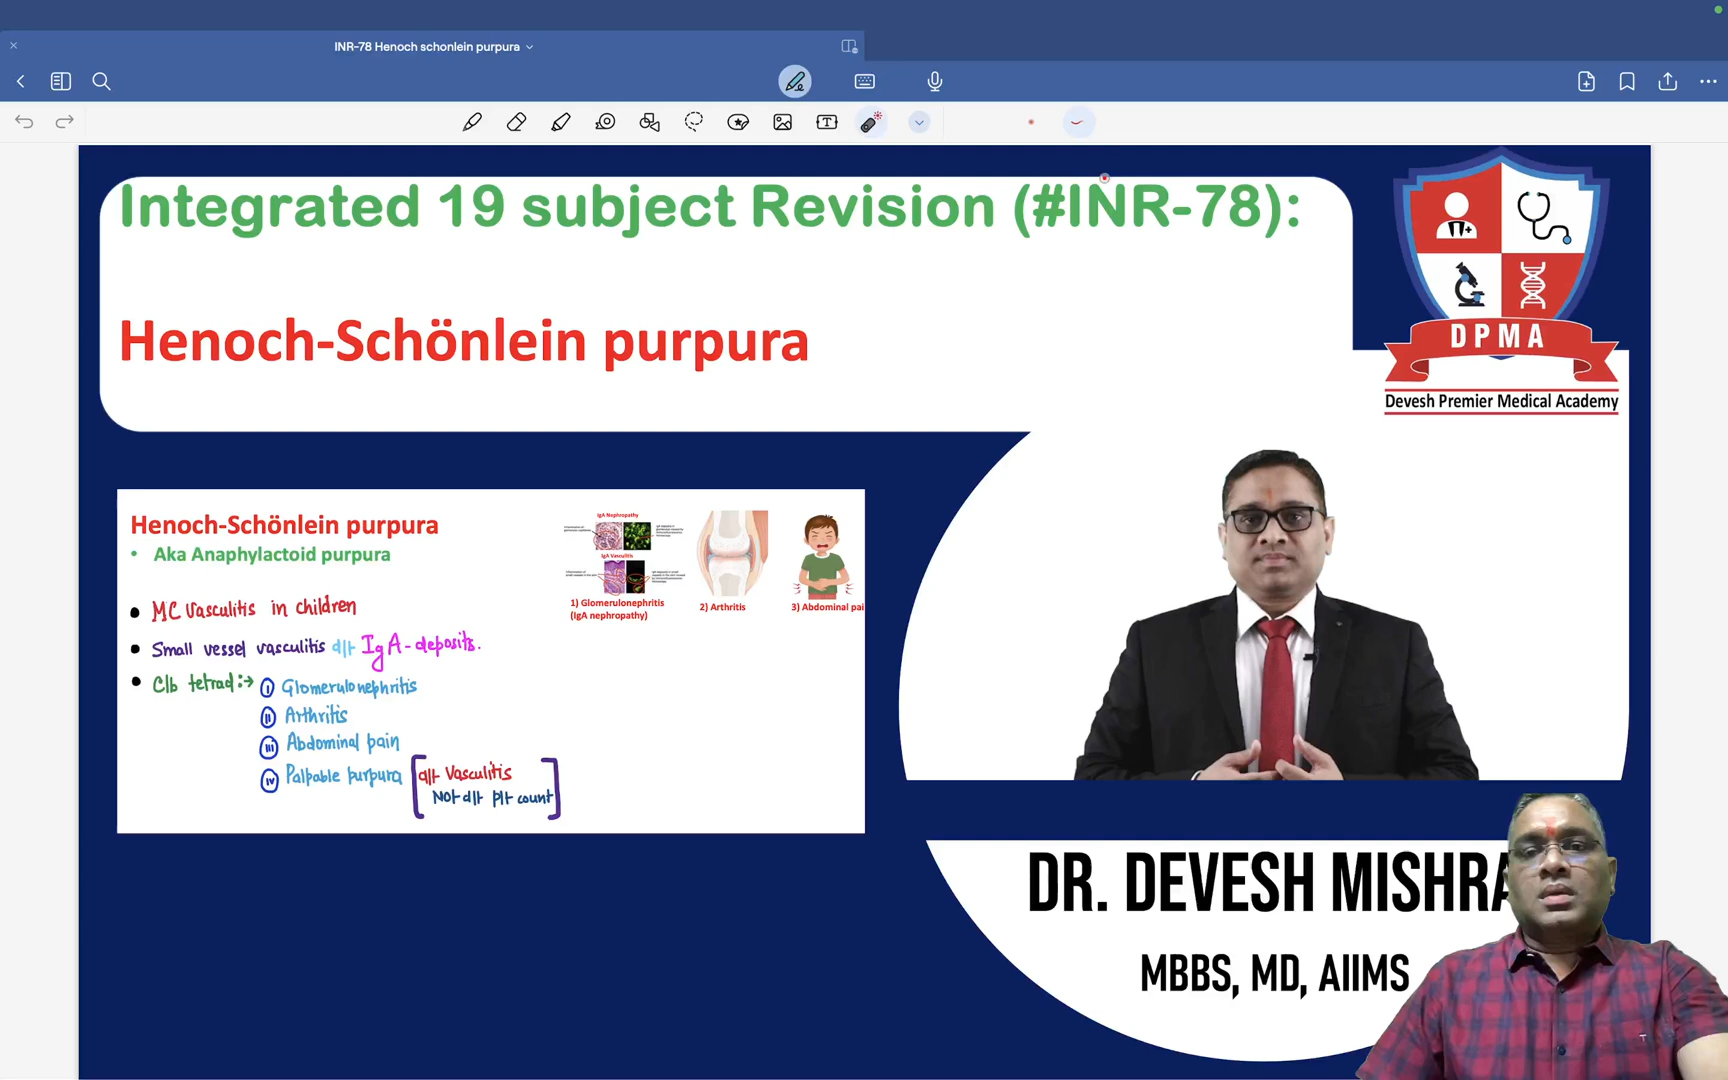 INR-78 Henoch schonlein purpura
Integrated 19 subject Revision (#INR-78):
Henoch-Schönlein purpura
DPMA
Devesh Premier Medical Academy
Henoch-Schönlein purpura
• Aka Anaphylactoid purpura
• MC Vasculitis in children
• Small vessel vasculitis d/t IgA-deposits.
• C/b tetrad:→ (i) Glomerulonephritis
(ii) Arthritis
(iii) Abdominal pain
(iv) Palpable purpura [d/t Vasculitis
Not d/t plt count]
IgA Nephropathy
IgA Vasculitis
1) Glomerulonephritis
(IgA nephropathy)
2) Arthritis
3) Abdominal pai
DR. DEVESH MISHRA
MBBS, MD, AIIMS